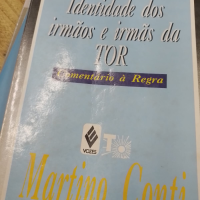 Identidade dos
irmãos e irmãs da
TOR
Comentário à Regra
VOZES
Martino Conti